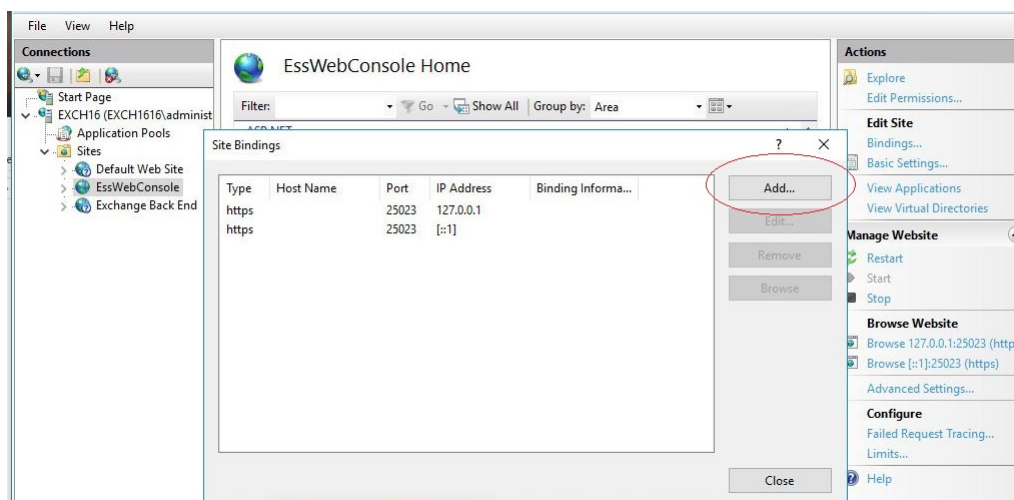 File View Help
Connections
Start Page
EXCH16 (EXCH1616\administ
Application Pools
Sites
Default Web Site
EssWebConsole
Exchange Back End
EssWebConsole Home
Filter: Go Show All Group by: Area
ASP.NET
Site Bindings ? X
Type Host Name Port IP Address Binding Informa...
https 25023 127.0.0.1
https 25023 [::1]
Add...
Edit...
Remove
Browse
Close
Actions
Explore
Edit Permissions...
Edit Site
Bindings...
Basic Settings...
View Applications
View Virtual Directories
Manage Website
Restart
Start
Stop
Browse Website
Browse 127.0.0.1:25023 (http
Browse [::1]:25023 (https)
Advanced Settings...
Configure
Failed Request Tracing...
Limits...
Help